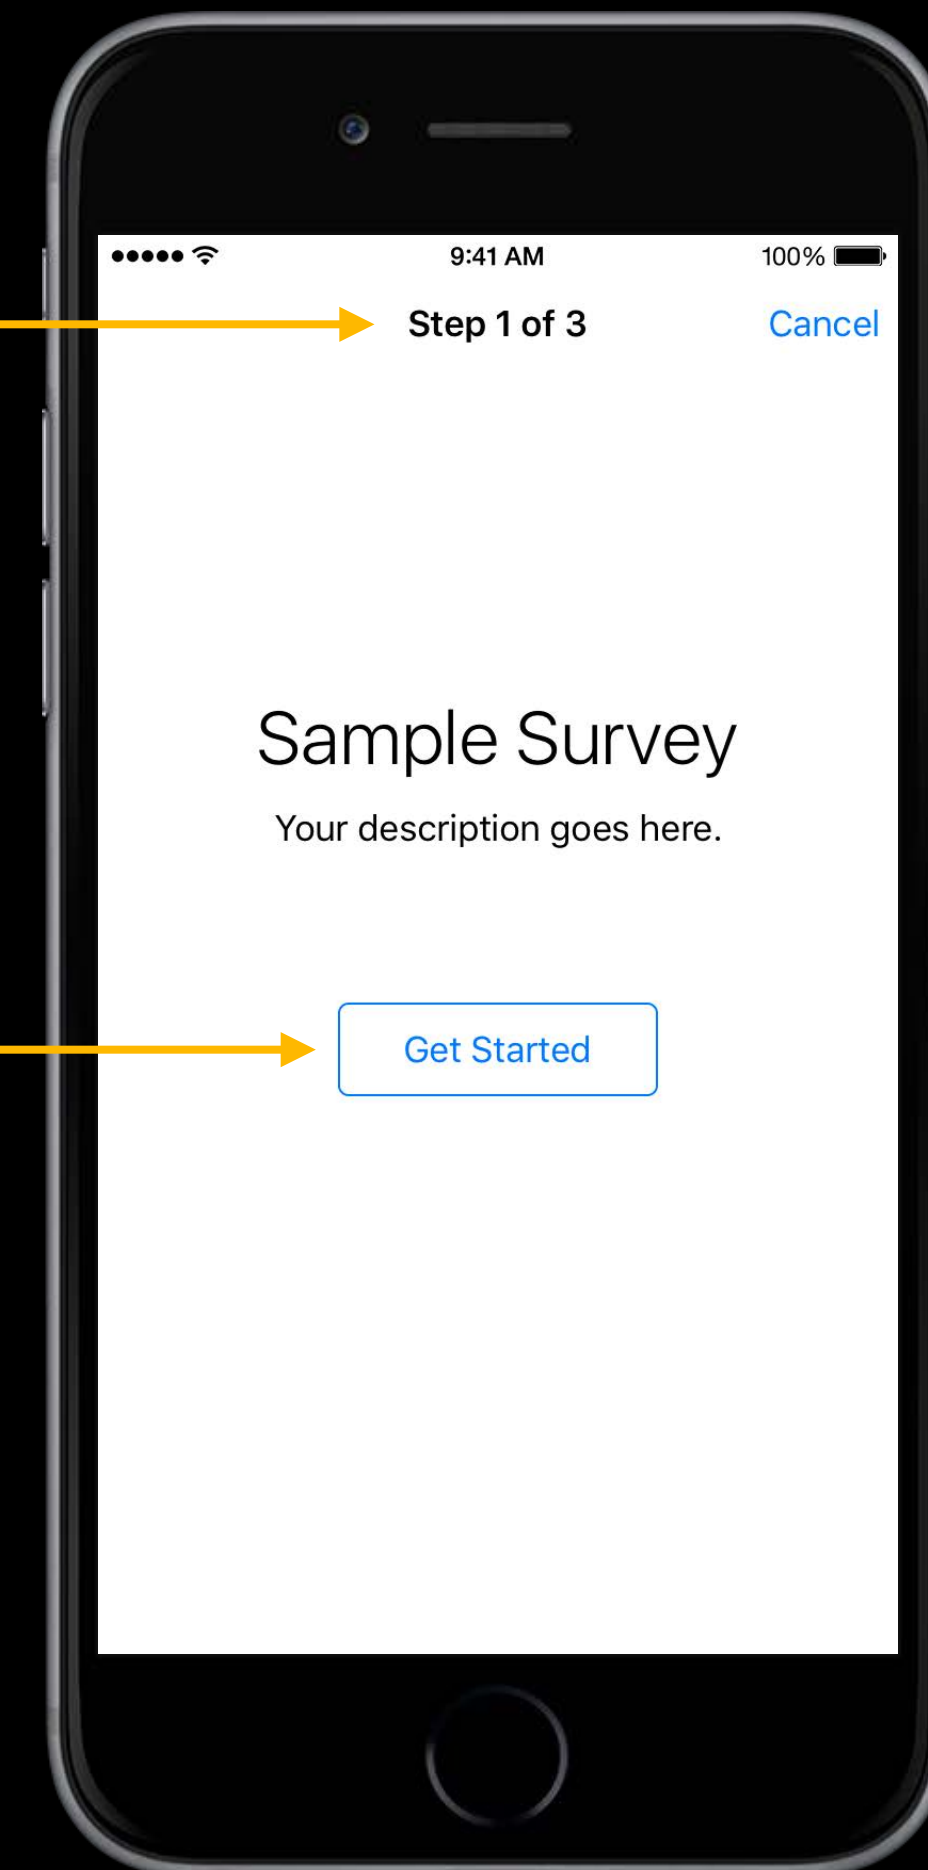 9:41 AM 100%
Step 1 of 3 Cancel
Sample Survey
Your description goes here.
Get Started